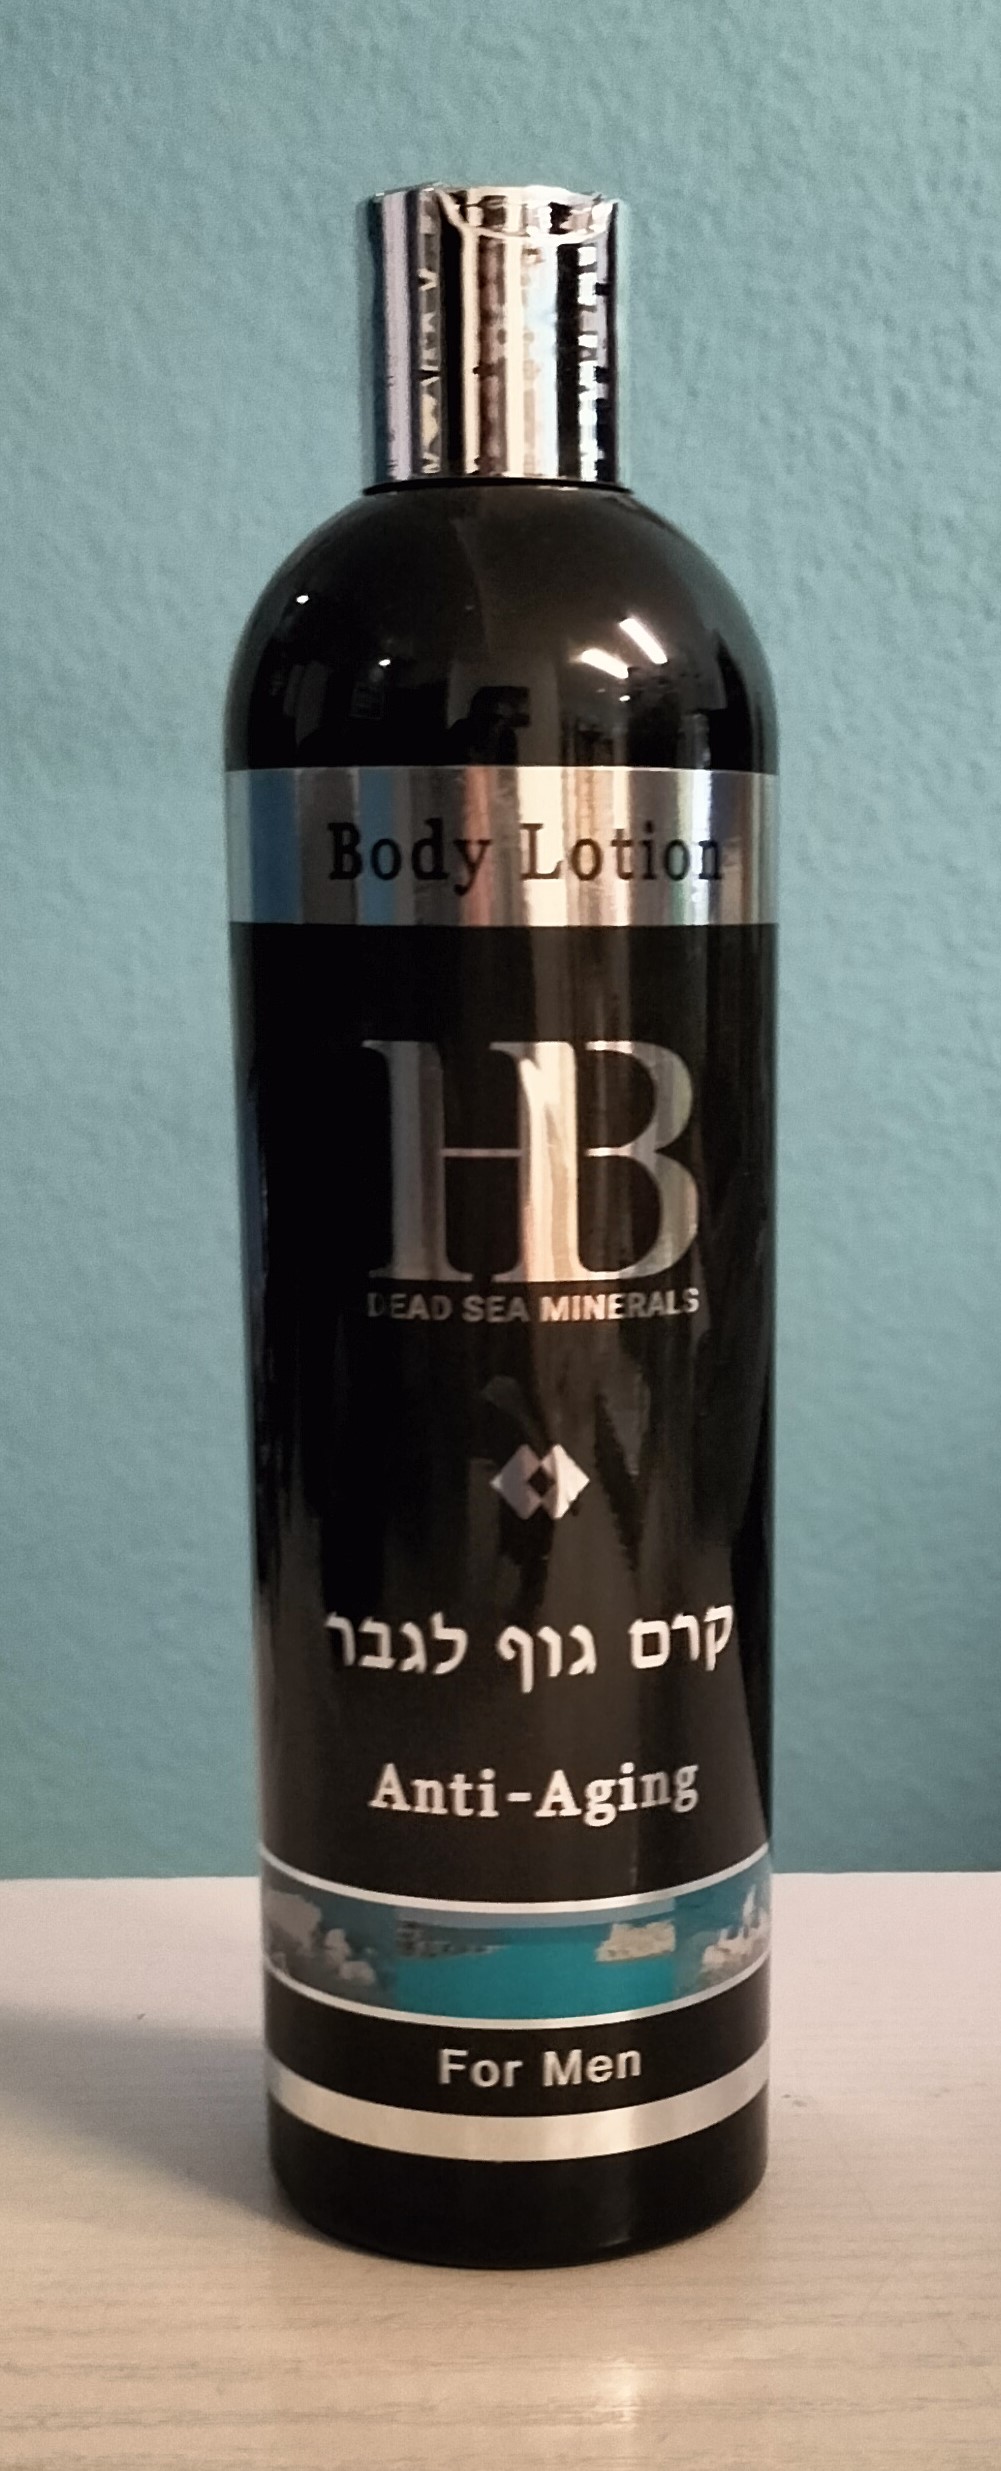 Body Lotion
HB
DEAD SEA MINERALS
קרם גוף לגבר
Anti-Aging
For Men